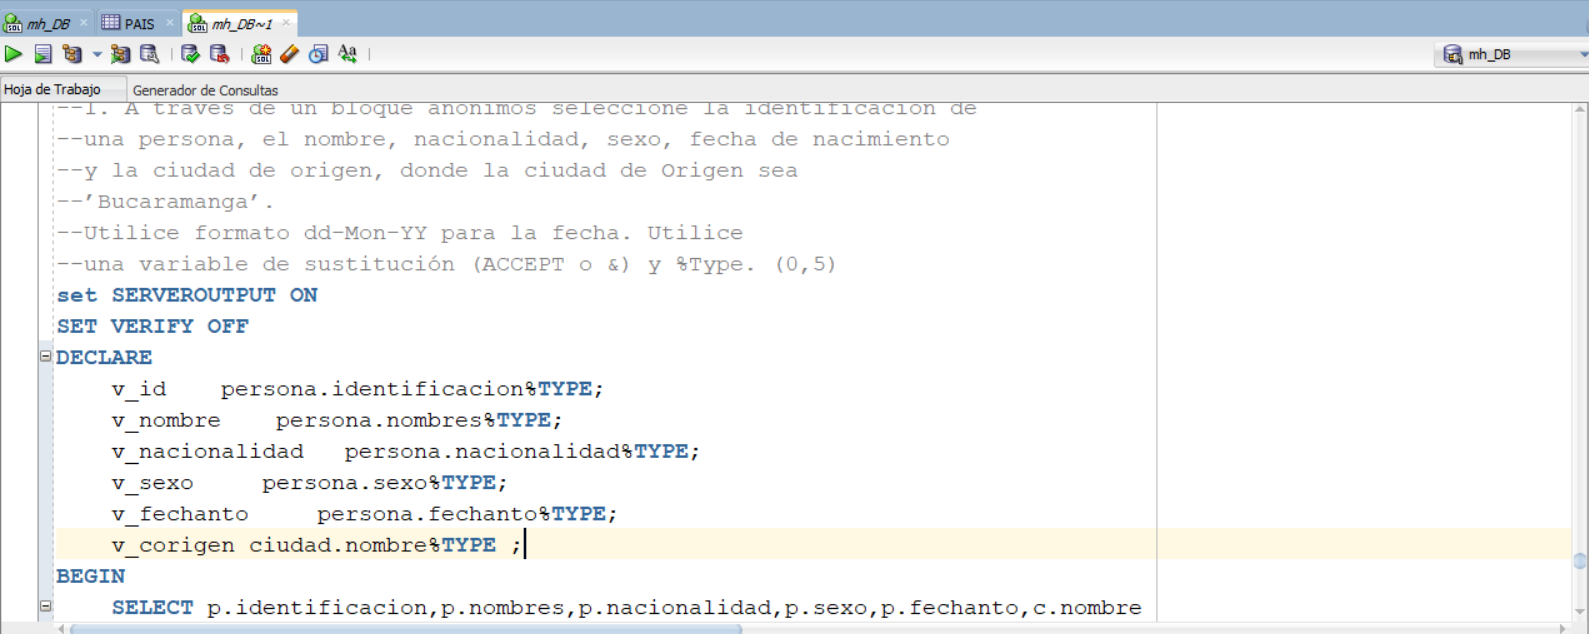 mh_DB
PAIS
mh_DB~1
mh_DB
Hoja de Trabajo
Generador de Consultas
--1. A través de un bloque anonimos seleccione la identificacion de
--una persona, el nombre, nacionalidad, sexo, fecha de nacimiento
--y la ciudad de origen, donde la ciudad de Origen sea
--'Bucaramanga'.
--Utilice formato dd-Mon-YY para la fecha. Utilice
--una variable de sustitución (ACCEPT o &) y %Type. (0,5)
set SERVEROUTPUT ON
SET VERIFY OFF
DECLARE
v_id persona.identificacion%TYPE;
v_nombre persona.nombres%TYPE;
v_nacionalidad persona.nacionalidad%TYPE;
v_sexo persona.sexo%TYPE;
v_fechanto persona.fechanto%TYPE;
v_corigen ciudad.nombre%TYPE ;
BEGIN
SELECT p.identificacion,p.nombres,p.nacionalidad,p.sexo,p.fechanto,c.nombre